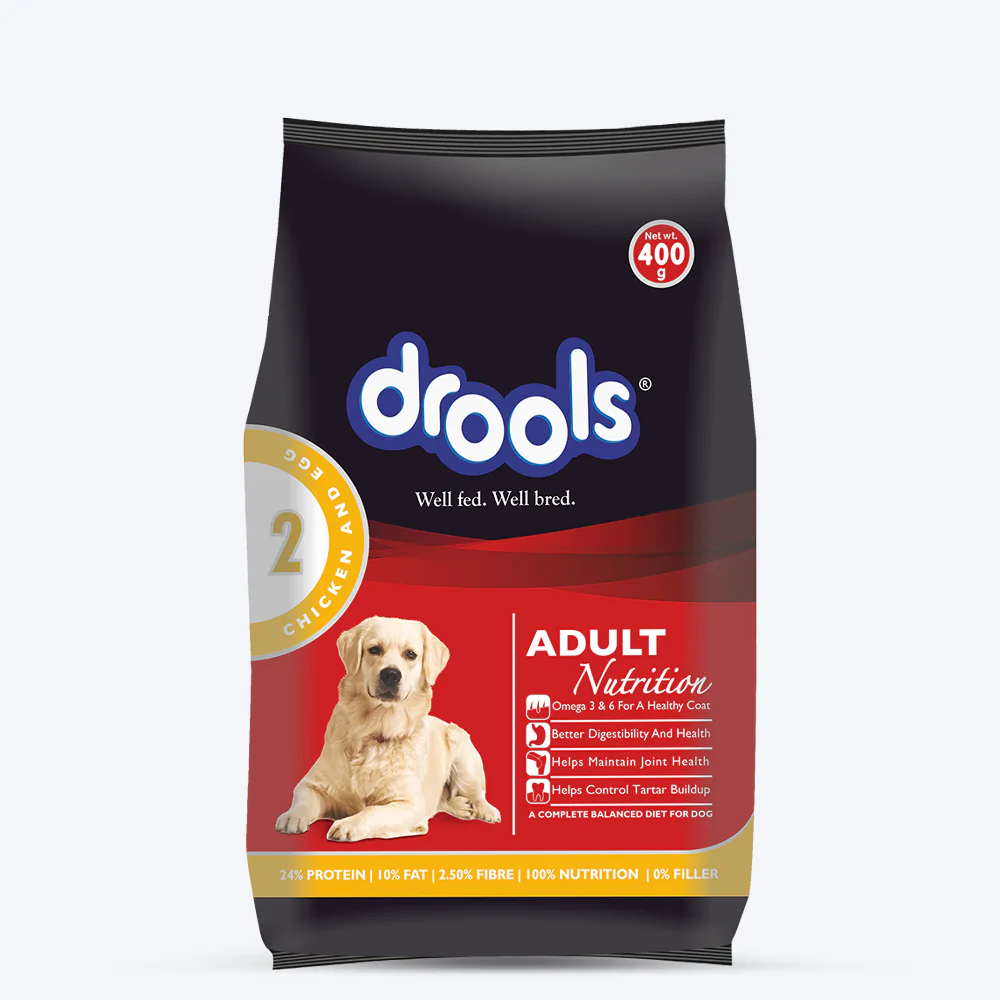 Net wt.
400
g
drools®
Well fed. Well bred.
2
CHICKEN AND EGG
ADULT
Nutrition
Omega 3 & 6 For A Healthy Coat
Better Digestibility And Health
Helps Maintain Joint Health
Helps Control Tartar Buildup
A COMPLETE BALANCED DIET FOR DOG
24% PROTEIN | 10% FAT | 2.50% FIBRE | 100% NUTRITION | 0% FILLER